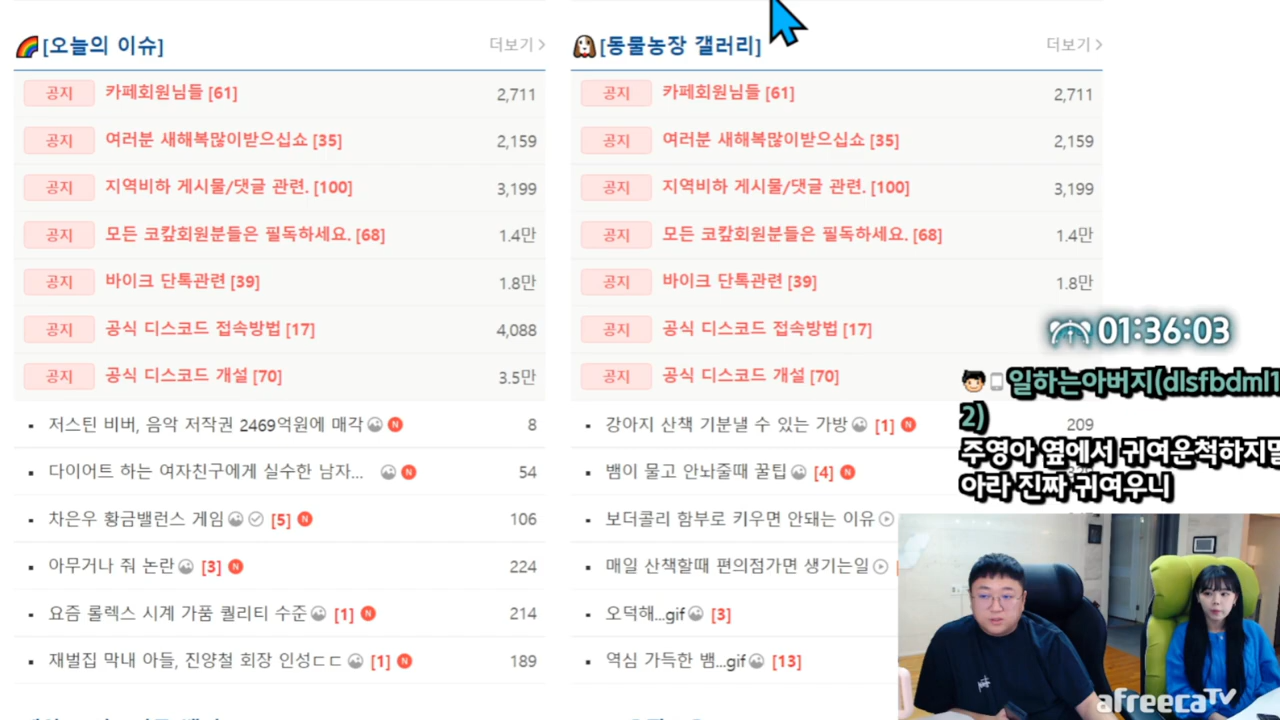 [오늘의 이슈]
더보기 >
공지 카페회원님들 [61] 2,711
공지 여러분 새해복많이받으십쇼 [35] 2,159
공지 지역비하 게시물/댓글 관련. [100] 3,199
공지 모든 코캎회원분들은 필독하세요. [68] 1.4만
공지 바이크 단톡관련 [39] 1.8만
공지 공식 디스코드 접속방법 [17] 4,088
공지 공식 디스코드 개설 [70] 3.5만
저스틴 비버, 음악 저작권 2469억원에 매각 N 8
다이어트 하는 여자친구에게 실수한 남자... N 54
차은우 황금밸런스 게임 [5] N 106
아무거나 줘 논란 [3] N 224
요즘 롤렉스 시계 가품 퀄리티 수준 [1] N 214
재벌집 막내 아들, 진양철 회장 인성ㄷㄷ [1] N 189
[동물농장 갤러리]
더보기 >
공지 카페회원님들 [61] 2,711
공지 여러분 새해복많이받으십쇼 [35] 2,159
공지 지역비하 게시물/댓글 관련. [100] 3,199
공지 모든 코캎회원분들은 필독하세요. [68] 1.4만
공지 바이크 단톡관련 [39] 1.8만
공지 공식 디스코드 접속방법 [17]
공지 공식 디스코드 개설 [70]
강아지 산책 기분낼 수 있는 가방 [1] N 209
뱀이 물고 안놔줄때 꿀팁 [4] N
보더콜리 함부로 키우면 안돼는 이유
매일 산책할때 편의점가면 생기는일
오덕해...gif [3]
역심 가득한 뱀...gif [13]
01:36:03
일하는아버지(dlsfbdml1
2)
주영아 옆에서 귀여운척하지말
아라 진짜 귀여우니
afreecaTV